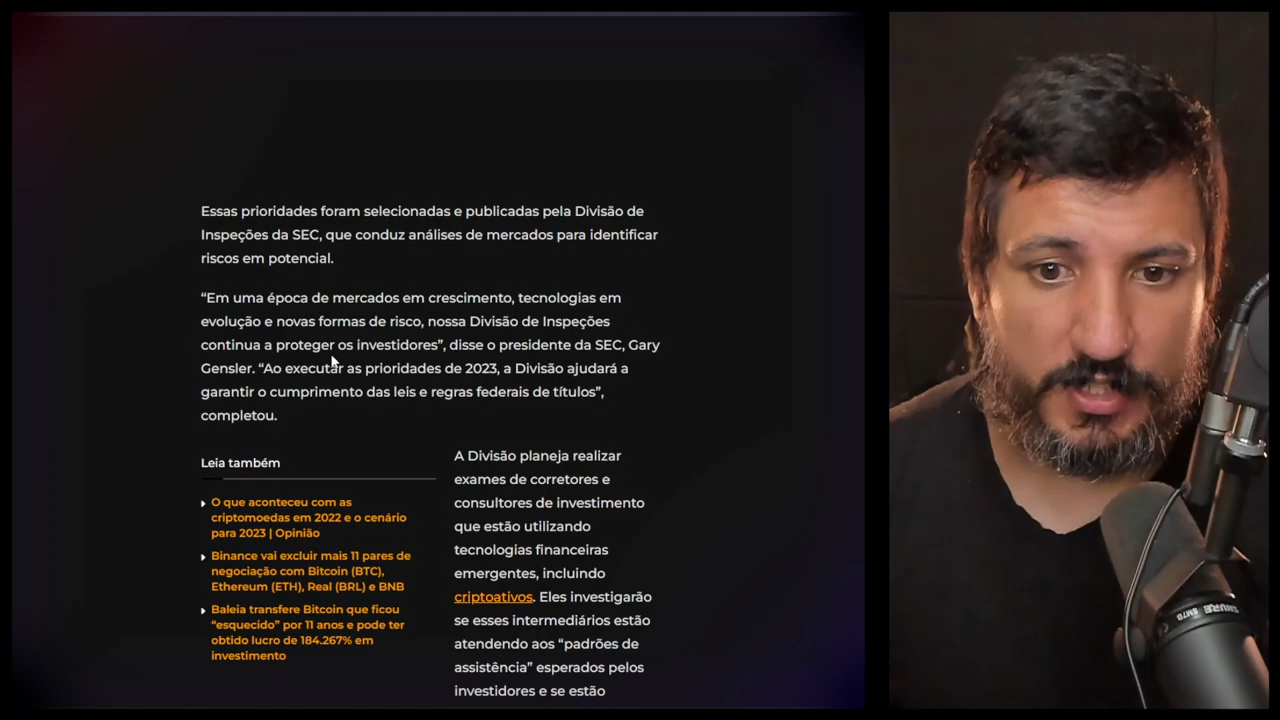 Essas prioridades foram selecionadas e publicadas pela Divisão de
Inspeções da SEC, que conduz análises de mercados para identificar
riscos em potencial.
“Em uma época de mercados em crescimento, tecnologias em
evolução e novas formas de risco, nossa Divisão de Inspeções
continua a proteger os investidores”, disse o presidente da SEC, Gary
Gensler. “Ao executar as prioridades de 2023, a Divisão ajudará a
garantir o cumprimento das leis e regras federais de títulos”,
completou.
Leia também
O que aconteceu com as
criptomoedas em 2022 e o cenário
para 2023 | Opinião
Binance vai excluir mais 11 pares de
negociação com Bitcoin (BTC),
Ethereum (ETH), Real (BRL) e BNB
Baleia transfere Bitcoin que ficou
“esquecido” por 11 anos e pode ter
obtido lucro de 184.267% em
investimento
A Divisão planeja realizar
exames de corretores e
consultores de investimento
que estão utilizando
tecnologias financeiras
emergentes, incluindo
criptoativos. Eles investigarão
se esses intermediários estão
atendendo aos “padrões de
assistência” esperados pelos
investidores e se estão
SHURE
SM7B